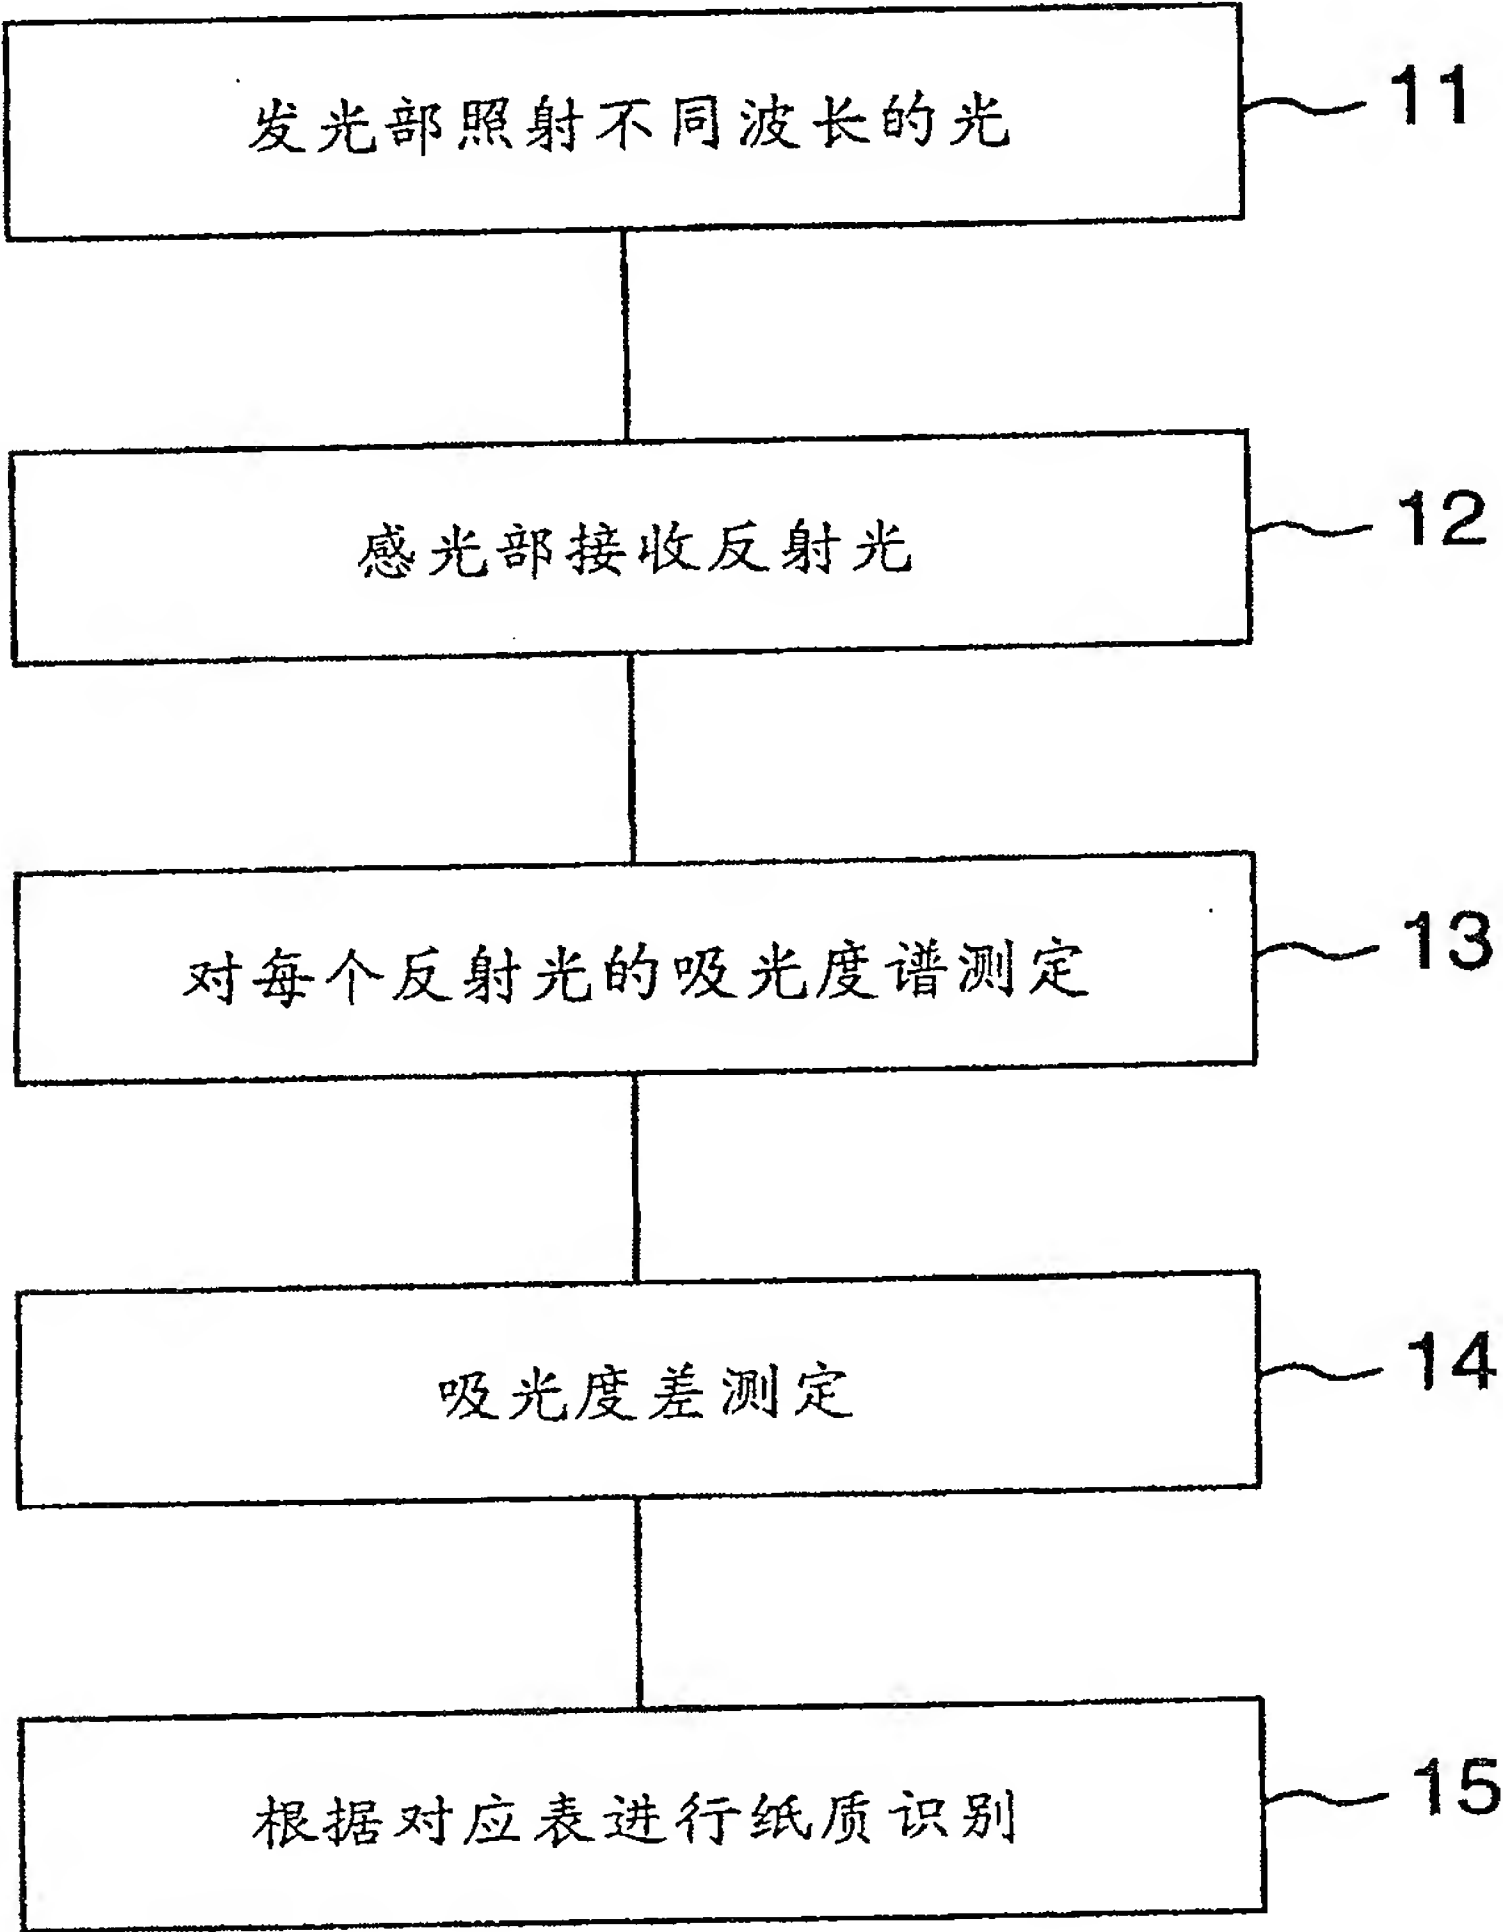 发光部照射不同波长的光
11
感光部接收反射光
12
对每个反射光的吸光度谱测定
13
吸光度差测定
14
根据对应表进行纸质识别
15